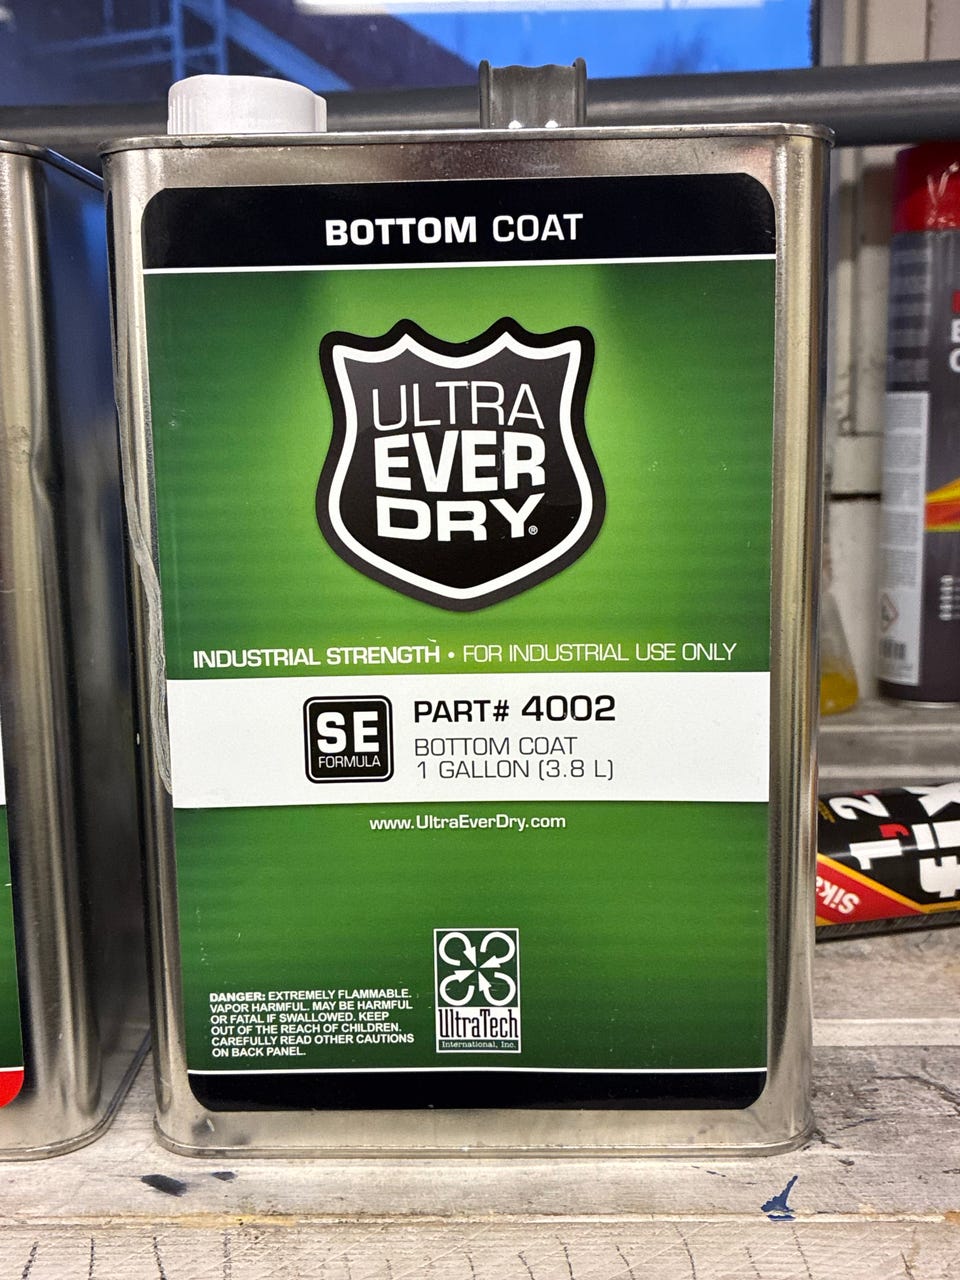 BOTTOM COAT
ULTRA
EVER
DRY®
INDUSTRIAL STRENGTH • FOR INDUSTRIAL USE ONLY
SE
FORMULA
PART# 4002
BOTTOM COAT
1 GALLON (3.8 L)
www.UltraEverDry.com
DANGER: EXTREMELY FLAMMABLE.
VAPOR HARMFUL. MAY BE HARMFUL
OR FATAL IF SWALLOWED. KEEP
OUT OF THE REACH OF CHILDREN.
CAREFULLY READ OTHER CAUTIONS
ON BACK PANEL.
UltraTech
International, Inc.
Sika